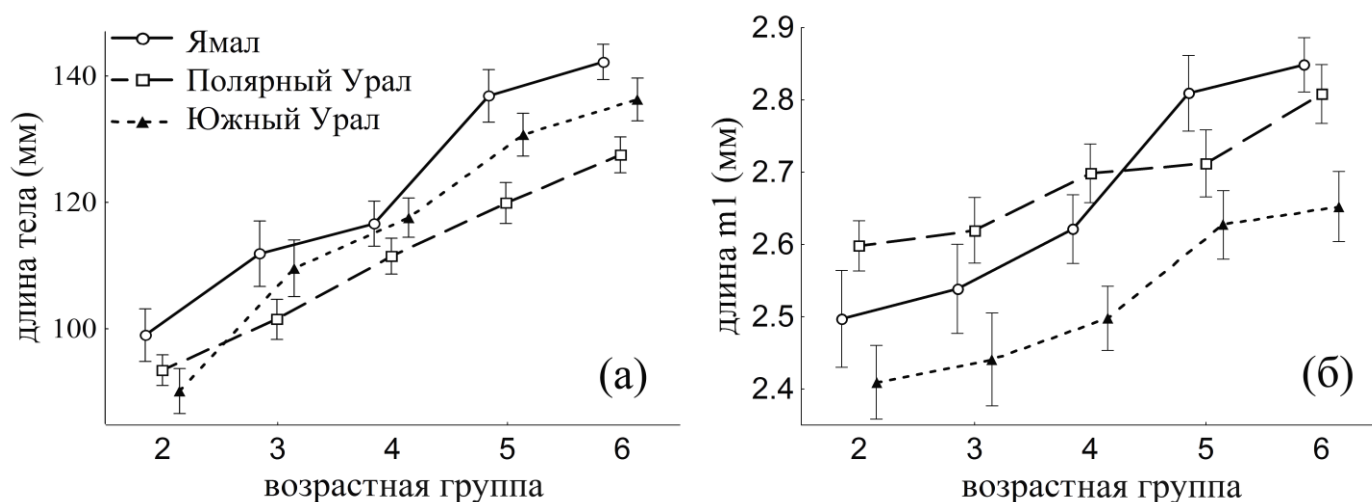 Ямал
Полярный Урал
Южный Урал
длина тела (мм)
140
120
100
2 3 4 5 6
возрастная группа
(а)
длина m1 (мм)
2.9
2.8
2.7
2.6
2.5
2.4
2 3 4 5 6
возрастная группа
(б)